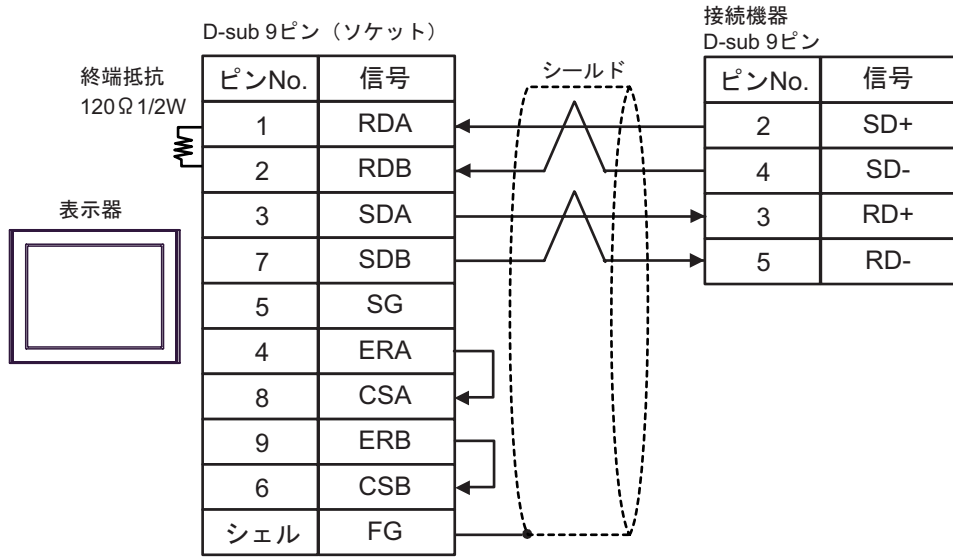 D-sub 9ピン（ソケット）
接続機器
D-sub 9ピン
終端抵抗
120Ω1/2W
シールド
表示器
ピンNo. 信号
1 RDA
2 RDB
3 SDA
7 SDB
5 SG
4 ERA
8 CSA
9 ERB
6 CSB
シェル FG
ピンNo. 信号
2 SD+
4 SD-
3 RD+
5 RD-